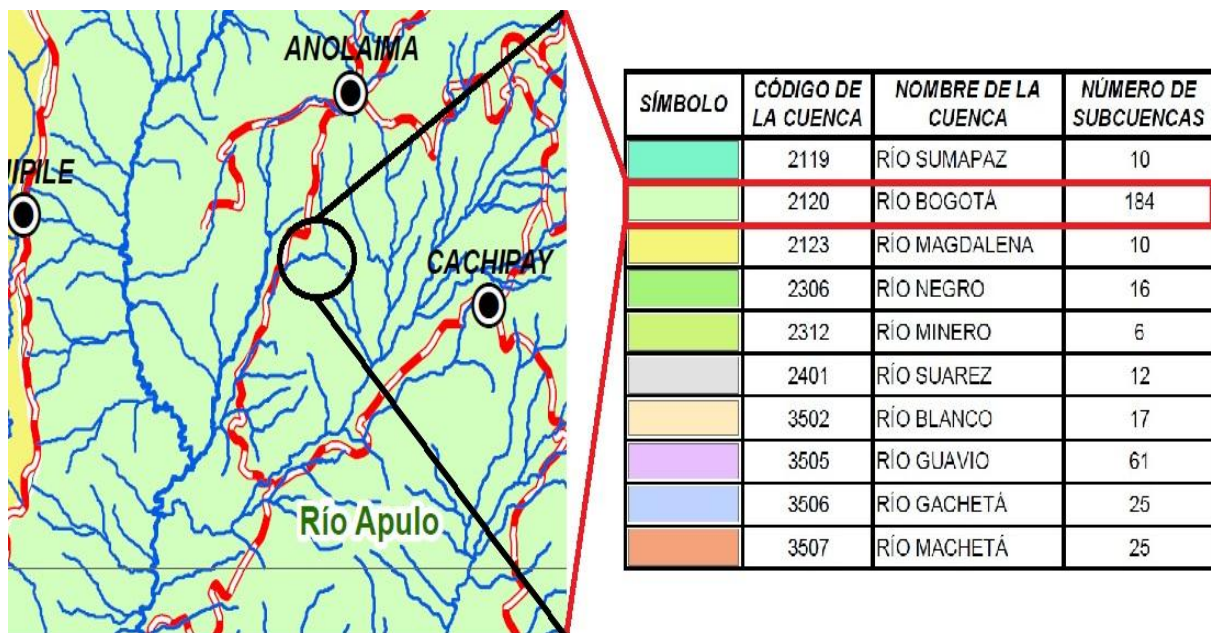 ANOLAIMA
IPILE
CACHIPAY
Río Apulo
SÍMBOLO CÓDIGO DE LA CUENCA NOMBRE DE LA CUENCA NÚMERO DE SUBCUENCAS
2119 RÍO SUMAPAZ 10
2120 RÍO BOGOTÁ 184
2123 RÍO MAGDALENA 10
2306 RÍO NEGRO 16
2312 RÍO MINERO 6
2401 RÍO SUAREZ 12
3502 RÍO BLANCO 17
3505 RÍO GUAVIO 61
3506 RÍO GACHETÁ 25
3507 RÍO MACHETÁ 25